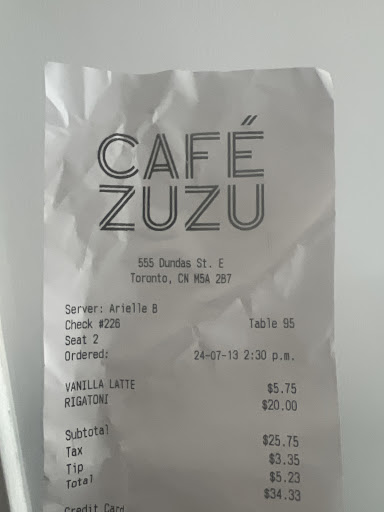 CAFÉ
ZUZU
555 Dundas St. E
Toronto, CN M5A 2B7
Server: Arielle B
Check #226 Table 95
Seat 2
Ordered: 24-07-13 2:30 p.m.
VANILLA LATTE $5.75
RIGATONI $20.00
Subtotal $25.75
Tax $3.35
Tip $5.23
Total $34.33
Credit Card